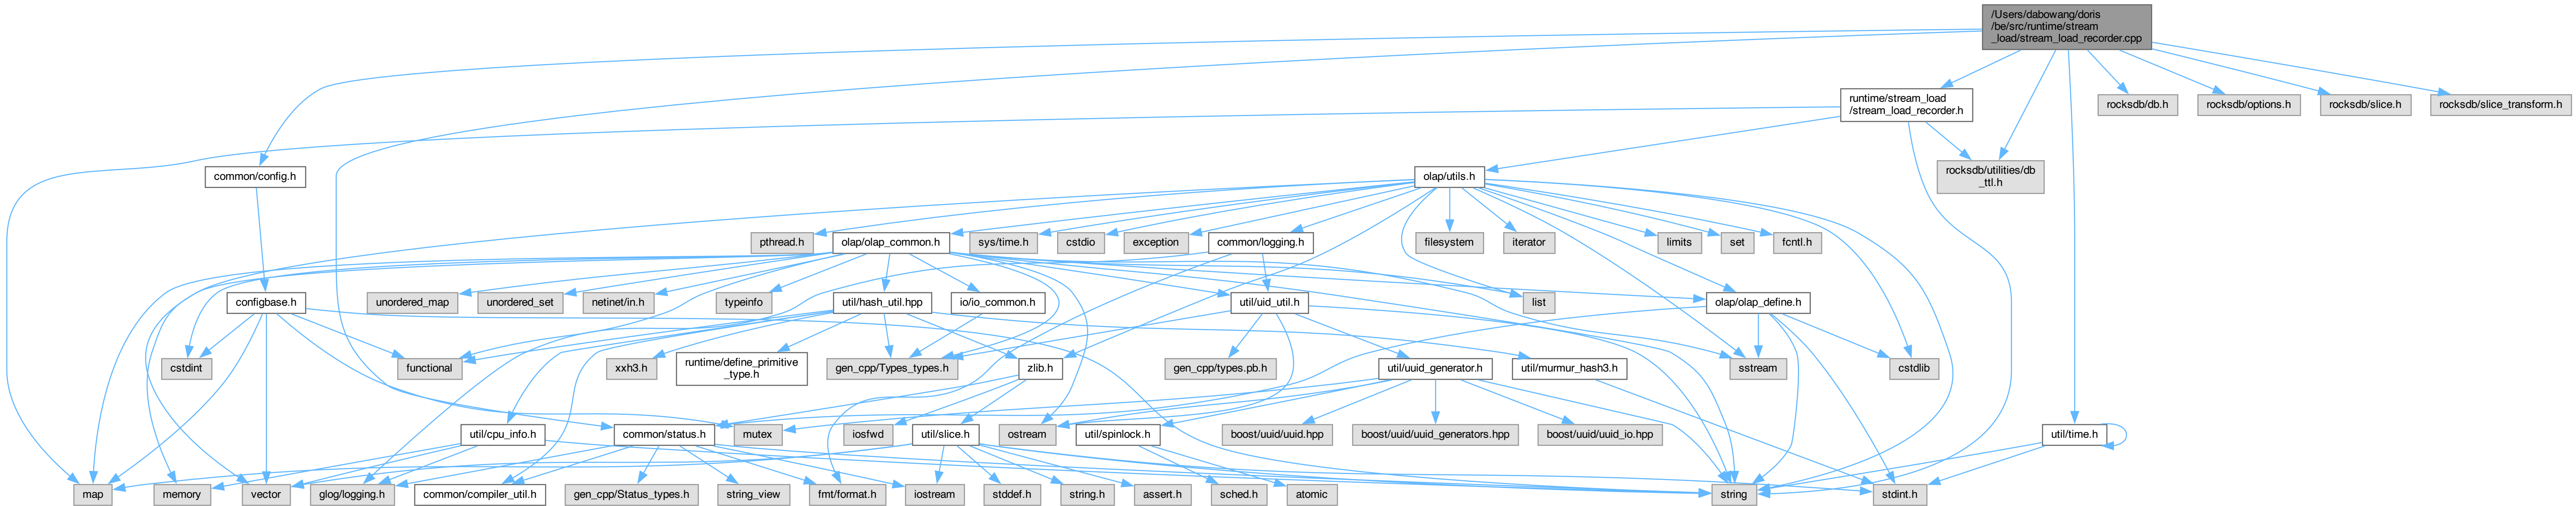 /Users/dabowang/doris
/be/src/runtime/stream
_load/stream_load_recorder.cpp
runtime/stream_load
/stream_load_recorder.h
rocksdb/db.h
rocksdb/options.h
rocksdb/slice.h
rocksdb/slice_transform.h
common/config.h
olap/utils.h
rocksdb/utilities/db
_ttl.h
pthread.h
olap/olap_common.h
sys/time.h
cstdio
exception
common/logging.h
filesystem
iterator
limits
set
fcntl.h
configbase.h
unordered_map
unordered_set
netinet/in.h
typeinfo
util/hash_util.hpp
io/io_common.h
util/uid_util.h
list
olap/olap_define.h
cstdint
functional
xxh3.h
runtime/define_primitive
_type.h
gen_cpp/Types_types.h
zlib.h
gen_cpp/types.pb.h
util/uuid_generator.h
util/murmur_hash3.h
sstream
cstdlib
util/cpu_info.h
common/status.h
mutex
iosfwd
util/slice.h
ostream
util/spinlock.h
boost/uuid/uuid.hpp
boost/uuid/uuid_generators.hpp
boost/uuid/uuid_io.hpp
util/time.h
map
memory
vector
glog/logging.h
common/compiler_util.h
gen_cpp/Status_types.h
string_view
fmt/format.h
iostream
stddef.h
string.h
assert.h
sched.h
atomic
string
stdint.h